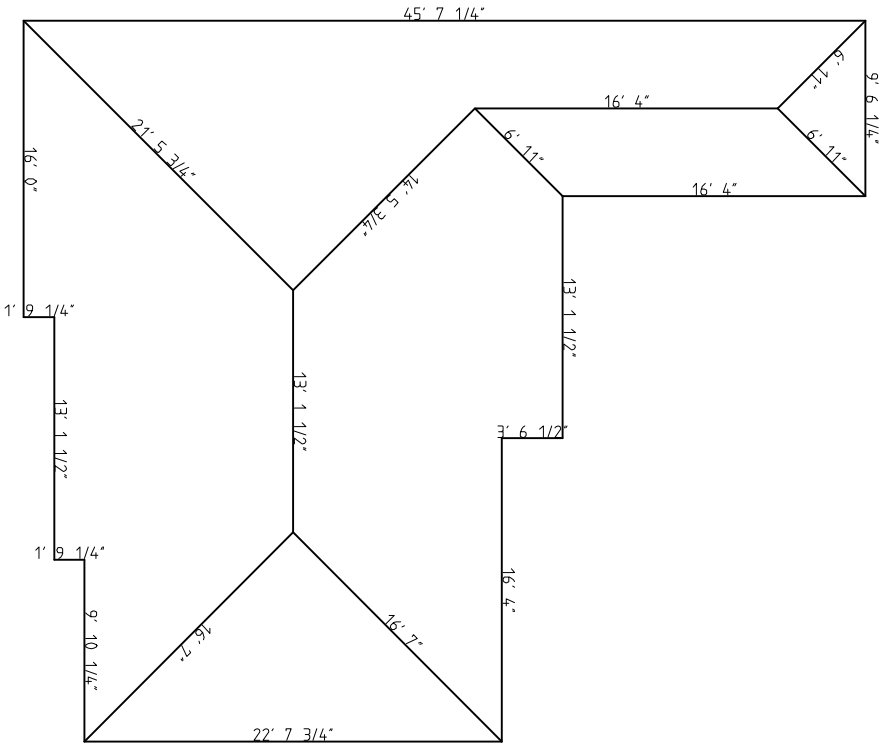 45' 7 1/4"
6' 11"
9' 6 1/4"
16' 4"
21' 5 3/4"
6' 11"
6' 11"
16' 0"
14' 5 3/4"
16' 4"
13' 1 1/2"
1' 9 1/4"
13' 1 1/2"
13' 1 1/2"
3' 6 1/2"
1' 9 1/4"
16' 4"
9' 10 1/4"
16' 7"
16' 7"
22' 7 3/4"